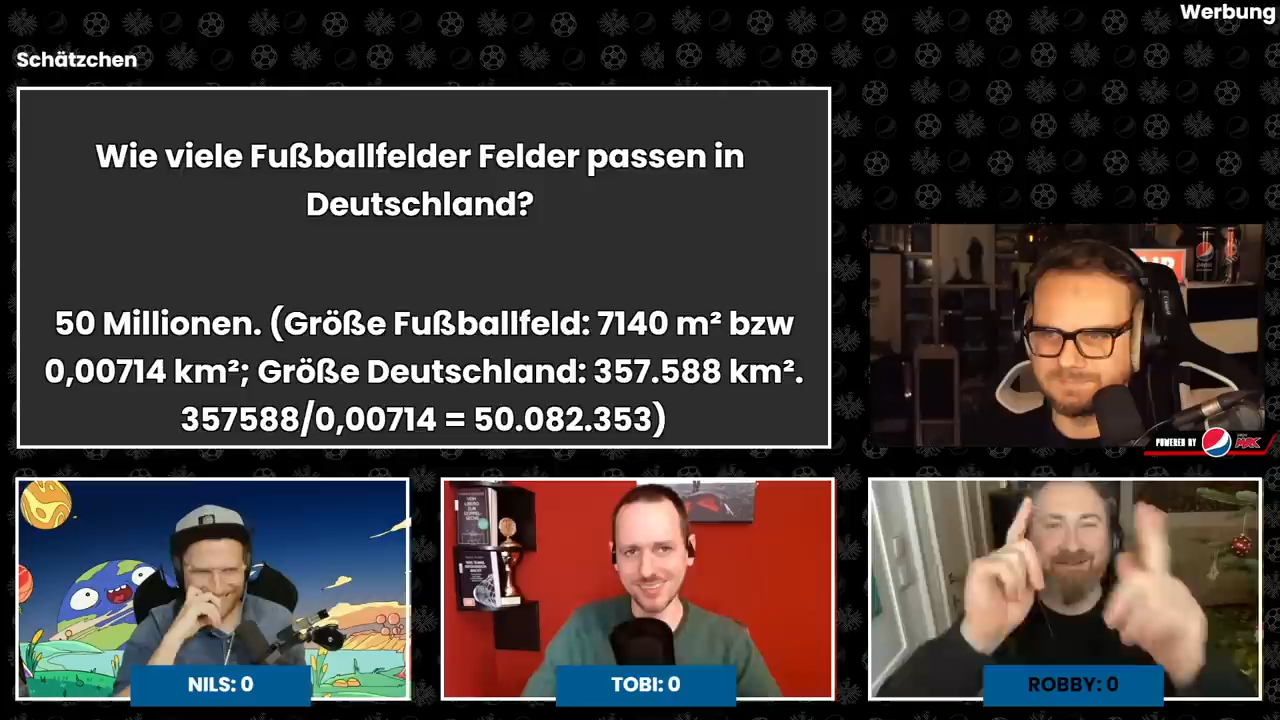 Werbung
Schätzchen
Wie viele Fußballfelder Felder passen in
Deutschland?
50 Millionen. (Größe Fußballfeld: 7140 m² bzw
0,00714 km²; Größe Deutschland: 357.588 km².
357588/0,00714 = 50.082.353)
POWERED BY
NILS: 0
TOBI: 0
ROBBY: 0